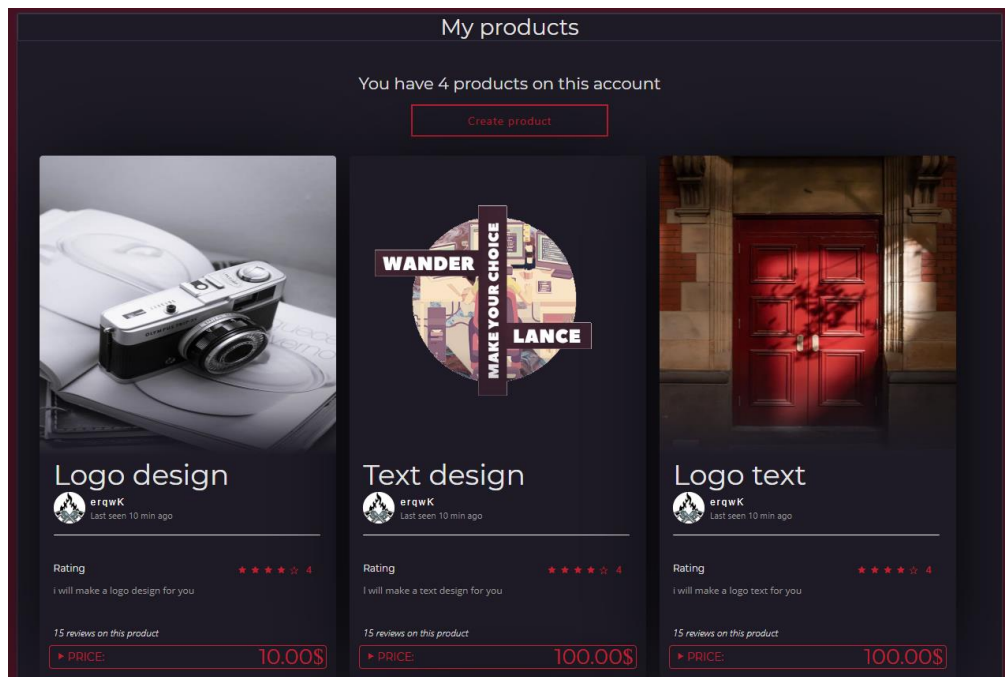 My products
You have 4 products on this account
Create product
WANDER
MAKE YOUR CHOICE
LANCE
Logo design
erqwK
Last seen 10 min ago
Rating
4
i will make a logo design for you
15 reviews on this product
PRICE: 10.00$
Text design
erqwK
Last seen 10 min ago
Rating
4
I will make a text design for you
15 reviews on this product
PRICE: 100.00$
Logo text
erqwK
Last seen 10 min ago
Rating
4
i will make a logo text for you
15 reviews on this product
PRICE: 100.00$